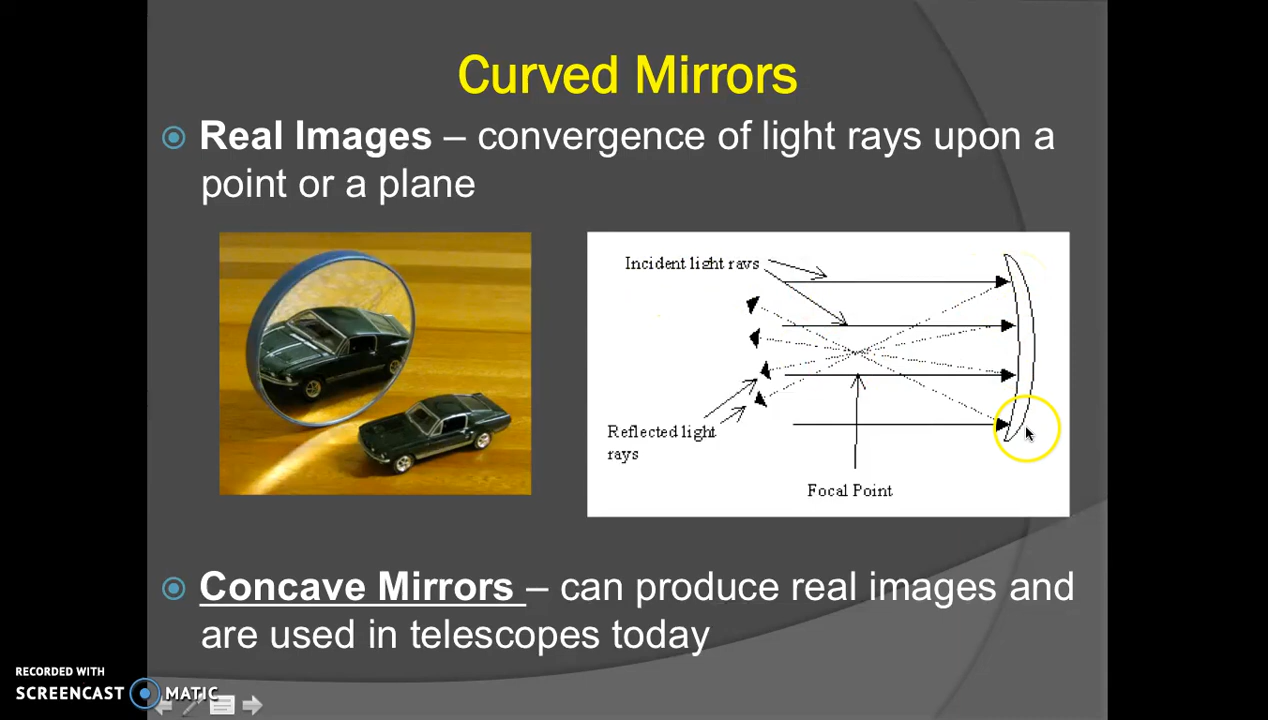 Curved Mirrors
Real Images – convergence of light rays upon a
point or a plane
Incident light rays
Reflected light
rays
Focal Point
Concave Mirrors – can produce real images and
are used in telescopes today
RECORDED WITH
SCREENCAST MATIC